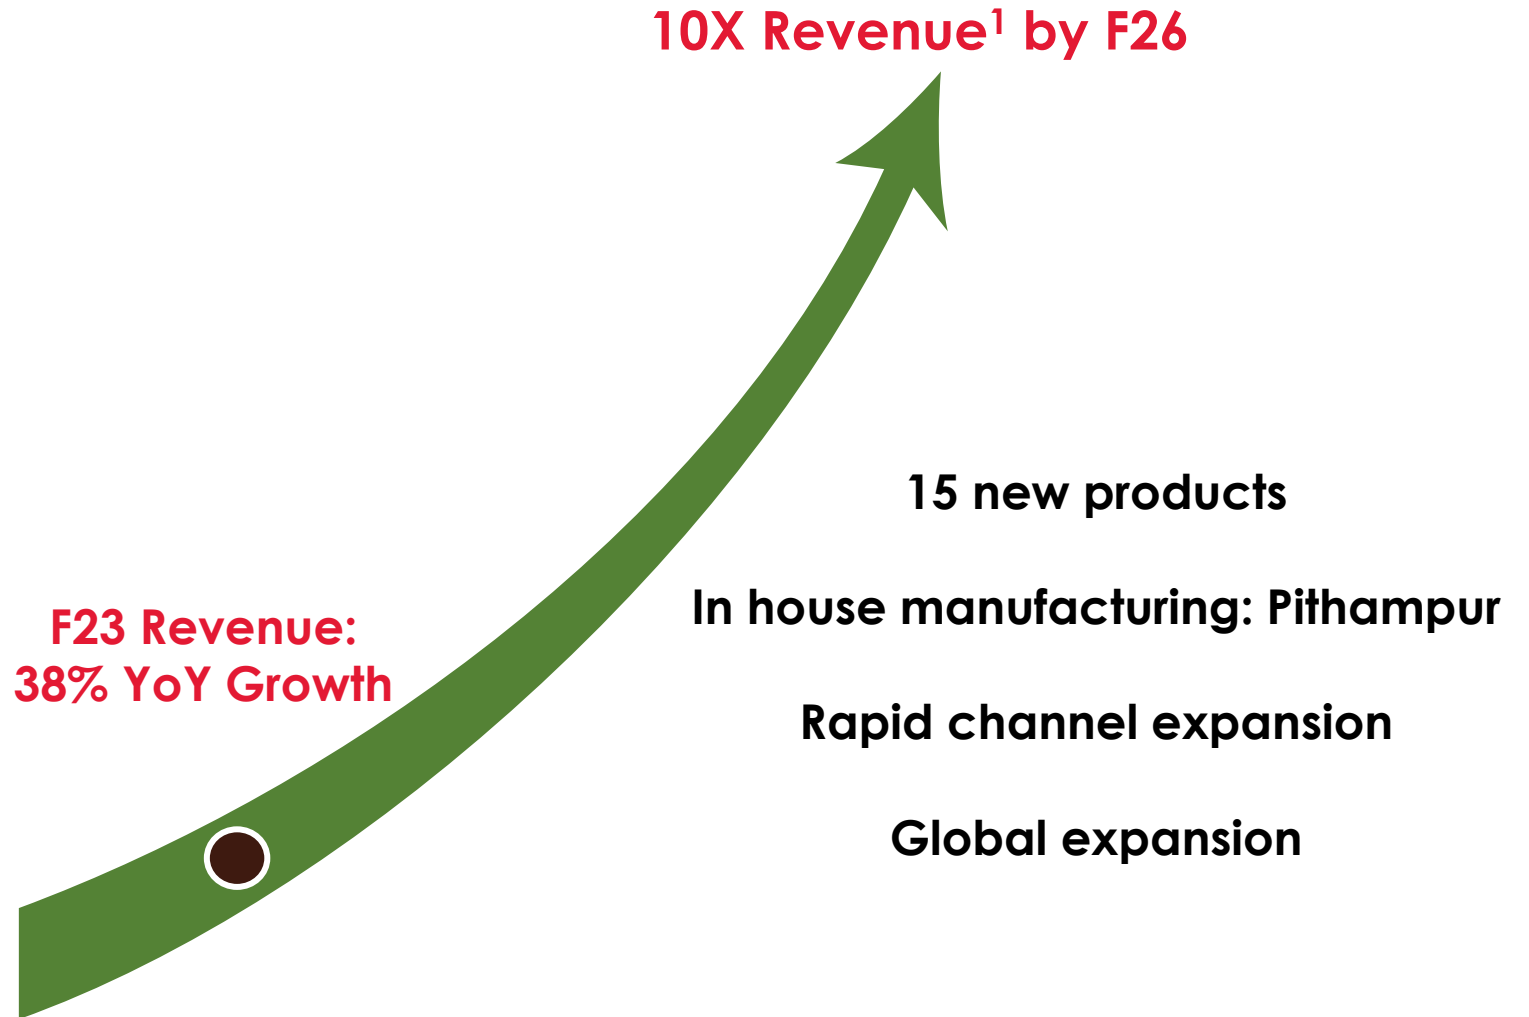 10X Revenue¹ by F26
15 new products
In house manufacturing: Pithampur
F23 Revenue:
38% YoY Growth
Rapid channel expansion
Global expansion